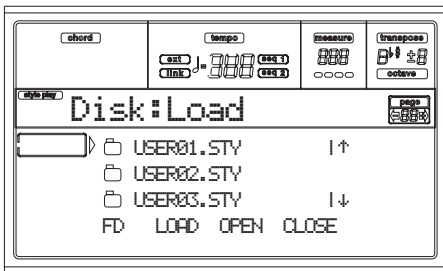 chord tempo measure transpose
ext seq 1
link seq 2
octave
style play Disk:Load page
USER01.STY
USER02.STY
USER03.STY
FD LOAD OPEN CLOSE